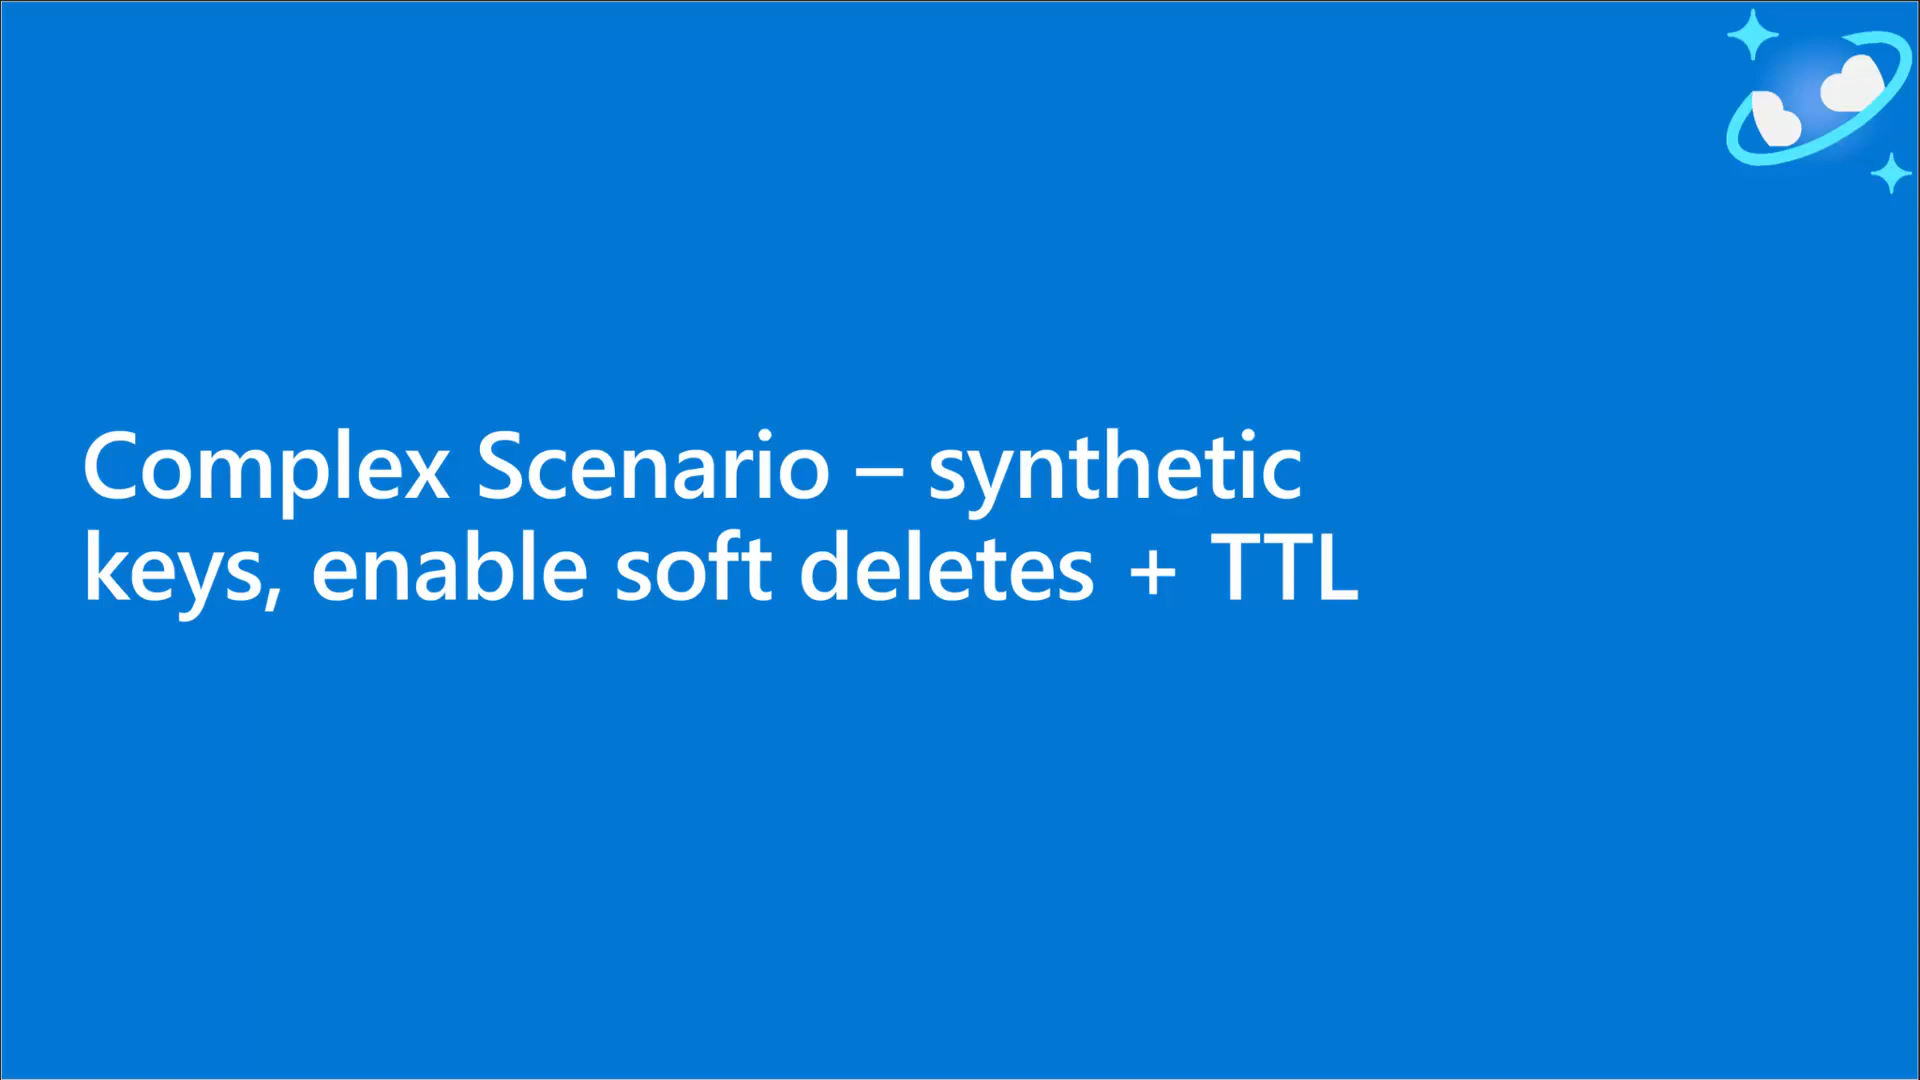 Complex Scenario – synthetic
keys, enable soft deletes + TTL